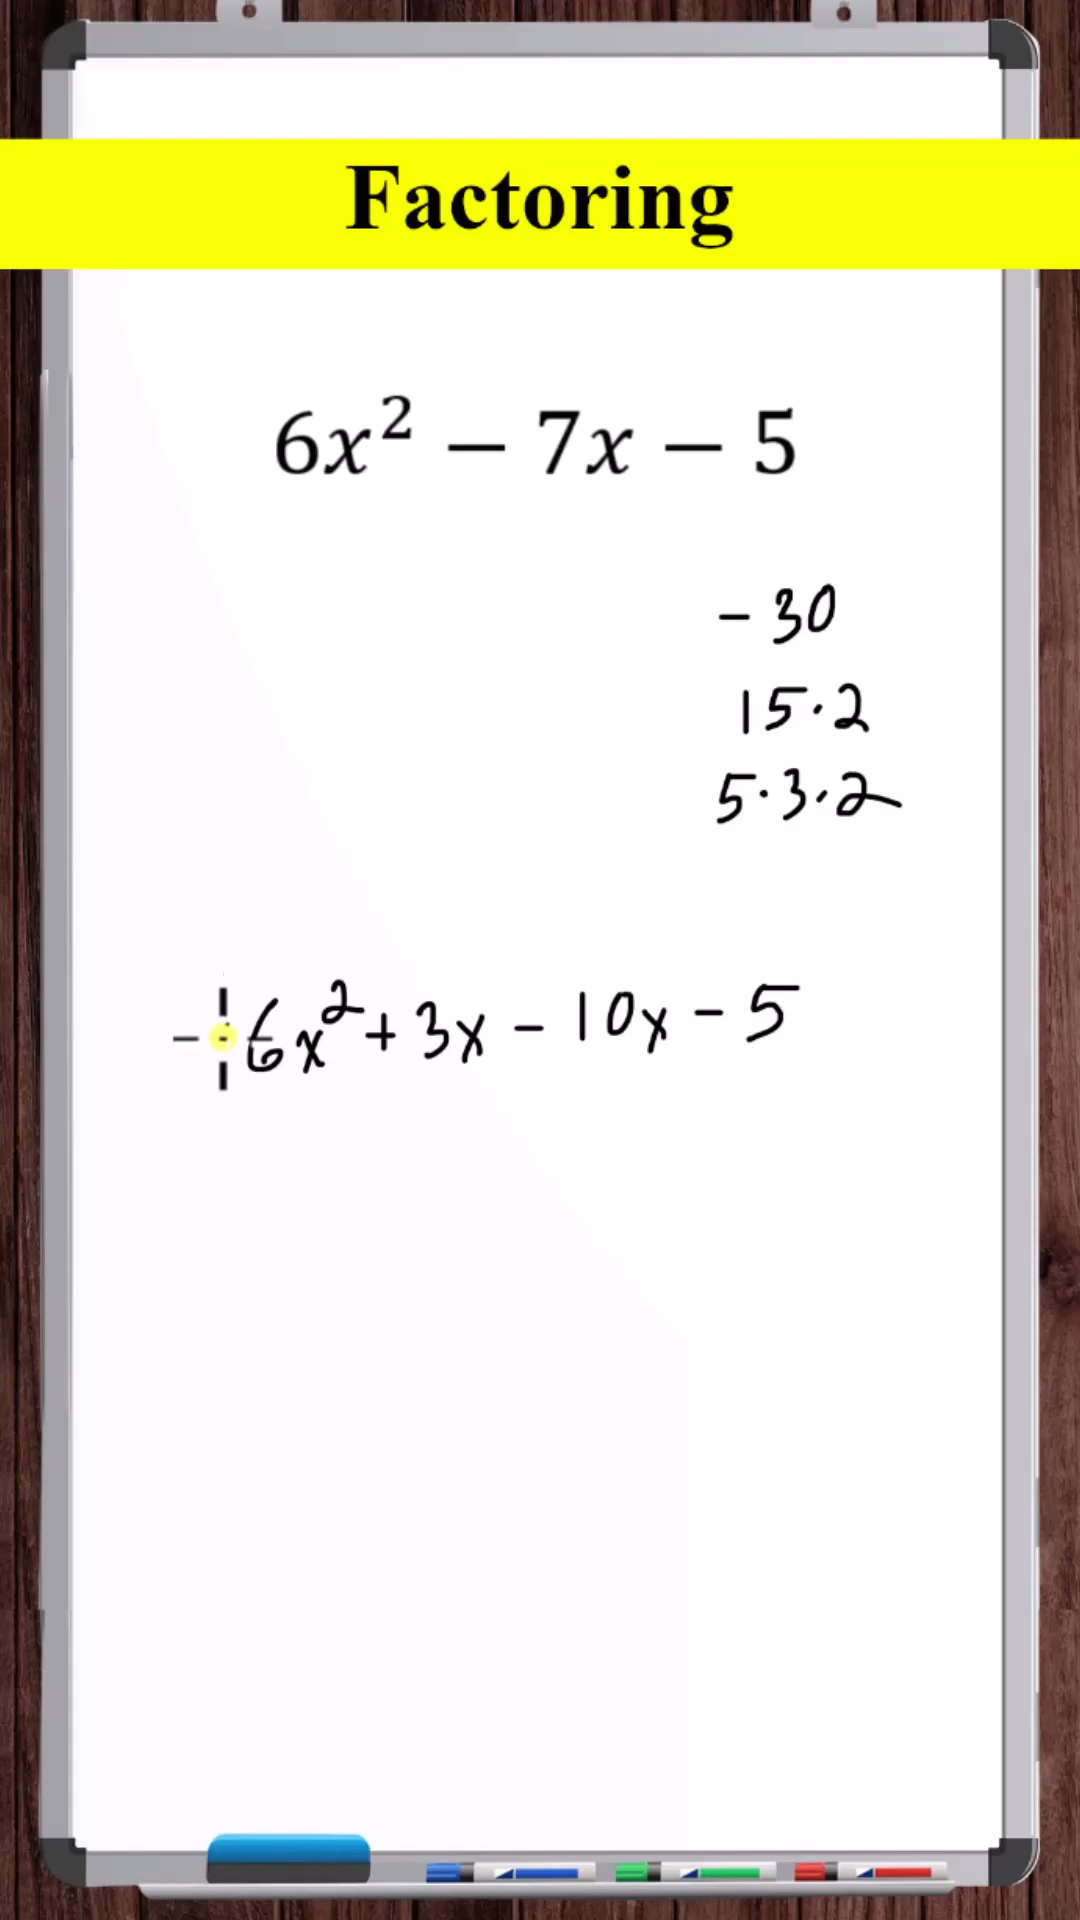 Factoring
6x² − 7x − 5
− 30
15·2
5·3·2
6x² + 3x − 10x − 5